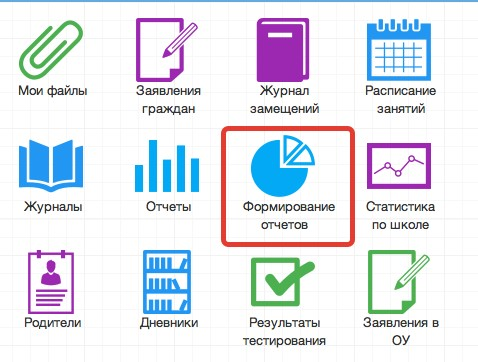 Мои файлы
Заявления
граждан
Журнал
замещений
Расписание
занятий
Журналы
Отчеты
Формирование
отчетов
Статистика
по школе
Родители
Дневники
Результаты
тестирования
Заявления в
ОУ